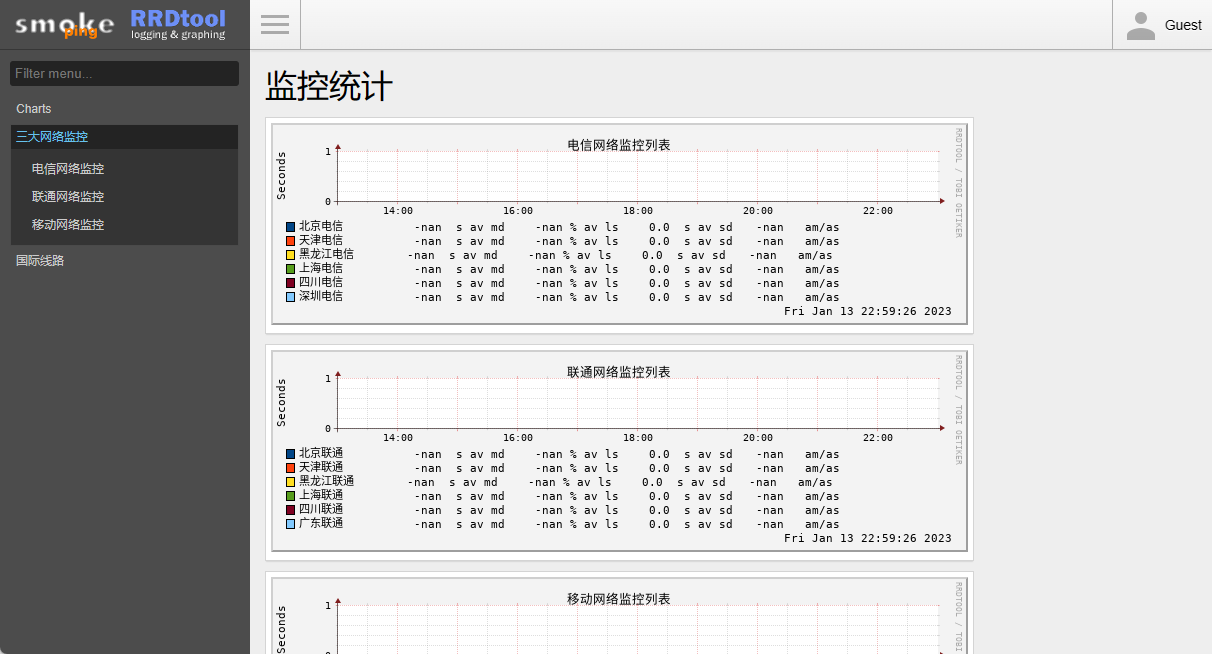 smokeping RRDtool
logging & graphing
Guest
Filter menu...
Charts
三大网络监控
电信网络监控
联通网络监控
移动网络监控
国际线路
监控统计
电信网络监控列表
RRDTOOL / TOBI OETIKER
Seconds
1
0
14:00 16:00 18:00 20:00 22:00
北京电信 -nan s av md -nan % av ls 0.0 s av sd -nan am/as
天津电信 -nan s av md -nan % av ls 0.0 s av sd -nan am/as
黑龙江电信 -nan s av md -nan % av ls 0.0 s av sd -nan am/as
上海电信 -nan s av md -nan % av ls 0.0 s av sd -nan am/as
四川电信 -nan s av md -nan % av ls 0.0 s av sd -nan am/as
深圳电信 -nan s av md -nan % av ls 0.0 s av sd -nan am/as
Fri Jan 13 22:59:26 2023
联通网络监控列表
RRDTOOL / TOBI OETIKER
Seconds
1
0
14:00 16:00 18:00 20:00 22:00
北京联通 -nan s av md -nan % av ls 0.0 s av sd -nan am/as
天津联通 -nan s av md -nan % av ls 0.0 s av sd -nan am/as
黑龙江联通 -nan s av md -nan % av ls 0.0 s av sd -nan am/as
上海联通 -nan s av md -nan % av ls 0.0 s av sd -nan am/as
四川联通 -nan s av md -nan % av ls 0.0 s av sd -nan am/as
广东联通 -nan s av md -nan % av ls 0.0 s av sd -nan am/as
Fri Jan 13 22:59:26 2023
移动网络监控列表
RRDTOOL / TOBI
Seconds
1
0